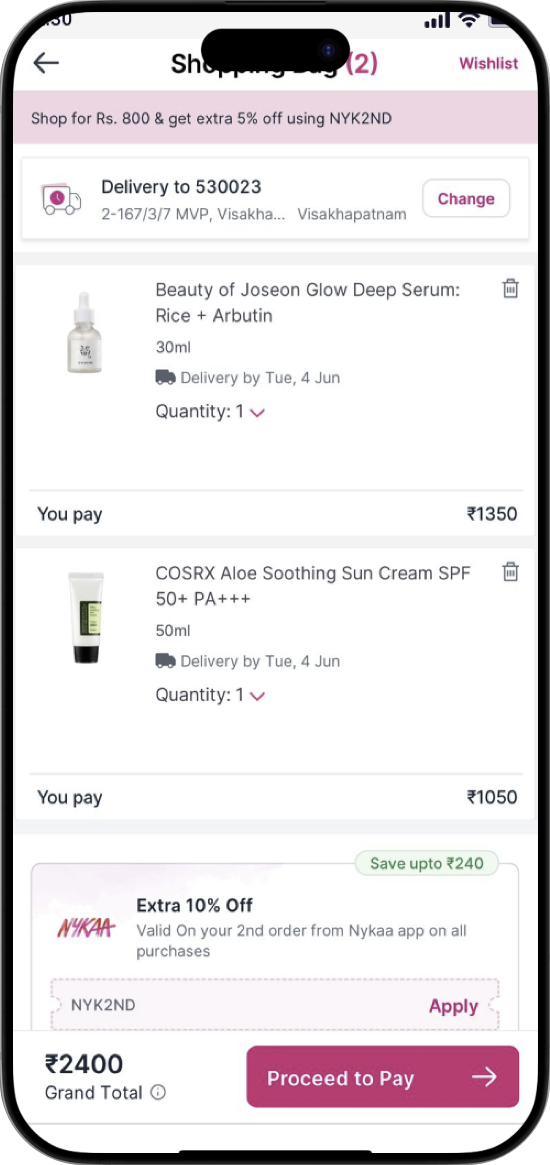 :30
Shopping Bag (2)
Wishlist
Shop for Rs. 800 & get extra 5% off using NYK2ND
Delivery to 530023
2-167/3/7 MVP, Visakha... Visakhapatnam
Change
Beauty of Joseon Glow Deep Serum:
Rice + Arbutin
30ml
Delivery by Tue, 4 Jun
Quantity: 1
You pay
₹1350
COSRX Aloe Soothing Sun Cream SPF
50+ PA+++
50ml
Delivery by Tue, 4 Jun
Quantity: 1
You pay
₹1050
Save upto ₹240
NYKAA
Extra 10% Off
Valid On your 2nd order from Nykaa app on all
purchases
NYK2ND
Apply
₹2400
Grand Total
Proceed to Pay